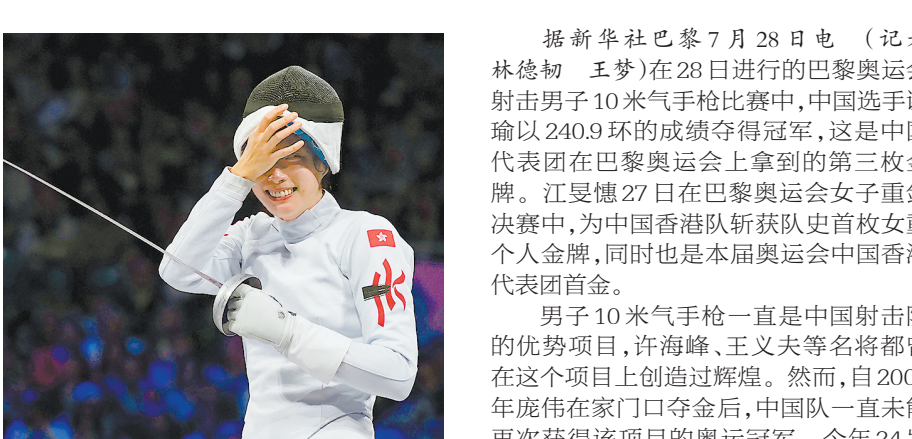 据新华社巴黎7月28日电 （记
林德韧 王梦）在28日进行的巴黎奥运
射击男子10米气手枪比赛中，中国选手
瑜以240.9环的成绩夺得冠军，这是中
代表团在巴黎奥运会上拿到的第三枚
牌。江旻憓27日在巴黎奥运会女子重
决赛中，为中国香港队斩获队史首枚女
个人金牌，同时也是本届奥运会中国香
代表团首金。
男子10米气手枪一直是中国射击
的优势项目，许海峰、王义夫等名将都
在这个项目上创造过辉煌。然而，自200
年庞伟在家门口夺金后，中国队一直未